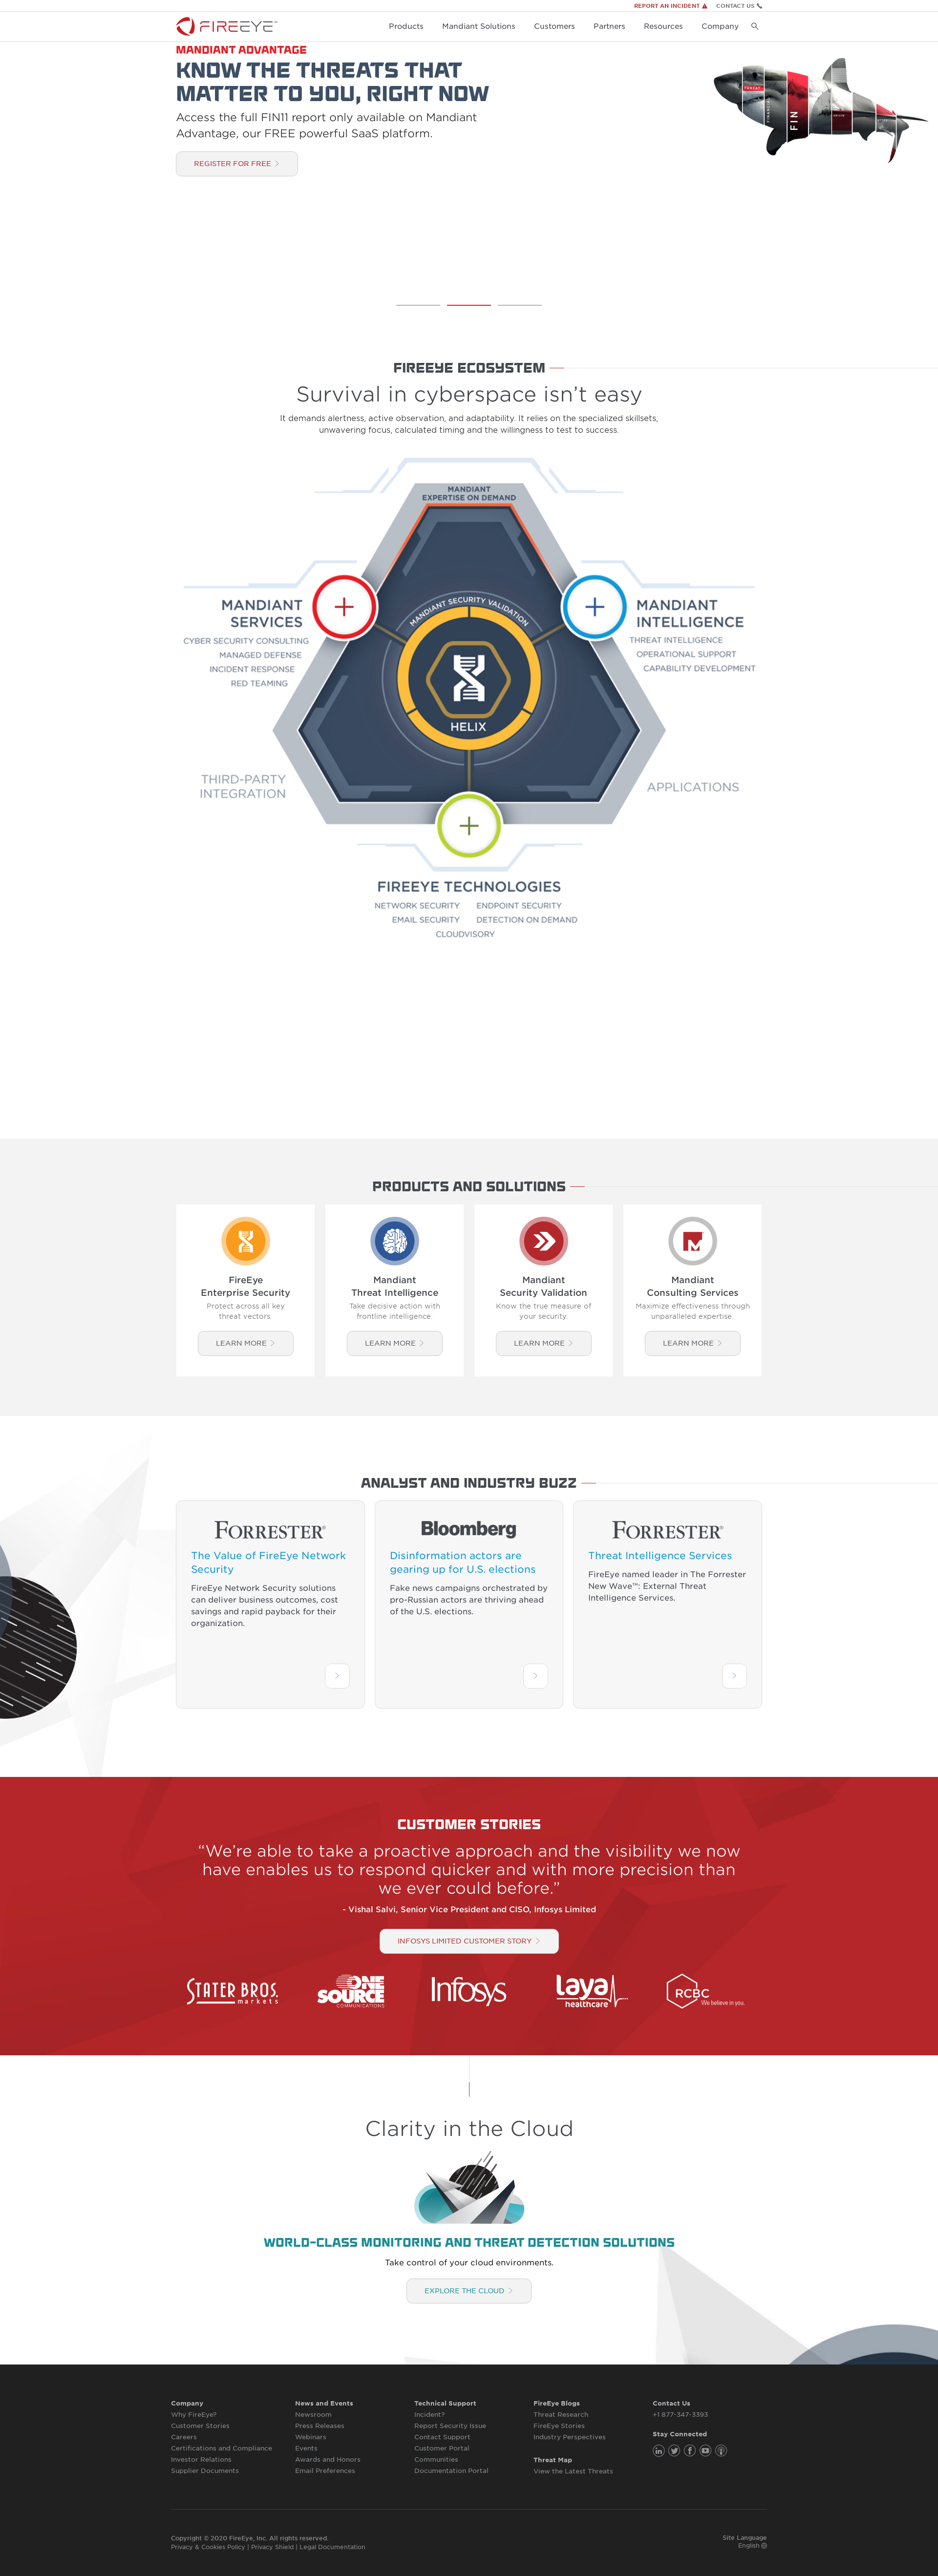 REPORT AN INCIDENT CONTACT US
FIREEYE™
Products Mandiant Solutions Customers Partners Resources Company
MANDIANT ADVANTAGE
KNOW THE THREATS THAT
MATTER TO YOU, RIGHT NOW
Access the full FIN11 report only available on Mandiant
Advantage, our FREE powerful SaaS platform.
REGISTER FOR FREE
THREAT
FIN
ORIGIN
FIREEYE ECOSYSTEM
Survival in cyberspace isn’t easy
It demands alertness, active observation, and adaptability. It relies on the specialized skillsets,
unwavering focus, calculated timing and the willingness to test to success.
MANDIANT
EXPERTISE ON DEMAND
MANDIANT
SERVICES
CYBER SECURITY CONSULTING
MANAGED DEFENSE
INCIDENT RESPONSE
RED TEAMING
MANDIANT SECURITY VALIDATION
HELIX
MANDIANT
INTELLIGENCE
THREAT INTELLIGENCE
OPERATIONAL SUPPORT
CAPABILITY DEVELOPMENT
THIRD-PARTY
INTEGRATION
APPLICATIONS
FIREEYE TECHNOLOGIES
NETWORK SECURITY ENDPOINT SECURITY
EMAIL SECURITY DETECTION ON DEMAND
CLOUDVISORY
PRODUCTS AND SOLUTIONS
FireEye
Enterprise Security
Protect across all key
threat vectors.
LEARN MORE
Mandiant
Threat Intelligence
Take decisive action with
frontline intelligence.
LEARN MORE
Mandiant
Security Validation
Know the true measure of
your security.
LEARN MORE
Mandiant
Consulting Services
Maximize effectiveness through
unparalleled expertise.
LEARN MORE
ANALYST AND INDUSTRY BUZZ
FORRESTER®
The Value of FireEye Network
Security
FireEye Network Security solutions
can deliver business outcomes, cost
savings and rapid payback for their
organization.
Bloomberg
Disinformation actors are
gearing up for U.S. elections
Fake news campaigns orchestrated by
pro-Russian actors are thriving ahead
of the U.S. elections.
FORRESTER®
Threat Intelligence Services
FireEye named leader in The Forrester
New Wave™: External Threat
Intelligence Services.
CUSTOMER STORIES
“We’re able to take a proactive approach and the visibility we now
have enables us to respond quicker and with more precision than
we ever could before.”
- Vishal Salvi, Senior Vice President and CISO, Infosys Limited
INFOSYS LIMITED CUSTOMER STORY
STATER BROS.
markets
ONE
SOURCE
COMMUNICATIONS
Infosys
laya
healthcare
RCBC
We believe in you.
Clarity in the Cloud
WORLD-CLASS MONITORING AND THREAT DETECTION SOLUTIONS
Take control of your cloud environments.
EXPLORE THE CLOUD
Company
Why FireEye?
Customer Stories
Careers
Certifications and Compliance
Investor Relations
Supplier Documents
News and Events
Newsroom
Press Releases
Webinars
Events
Awards and Honors
Email Preferences
Technical Support
Incident?
Report Security Issue
Contact Support
Customer Portal
Communities
Documentation Portal
FireEye Blogs
Threat Research
FireEye Stories
Industry Perspectives
Threat Map
View the Latest Threats
Contact Us
+1 877-347-3393
Stay Connected
Copyright © 2020 FireEye, Inc. All rights reserved.
Privacy & Cookies Policy | Privacy Shield | Legal Documentation
Site Language
English